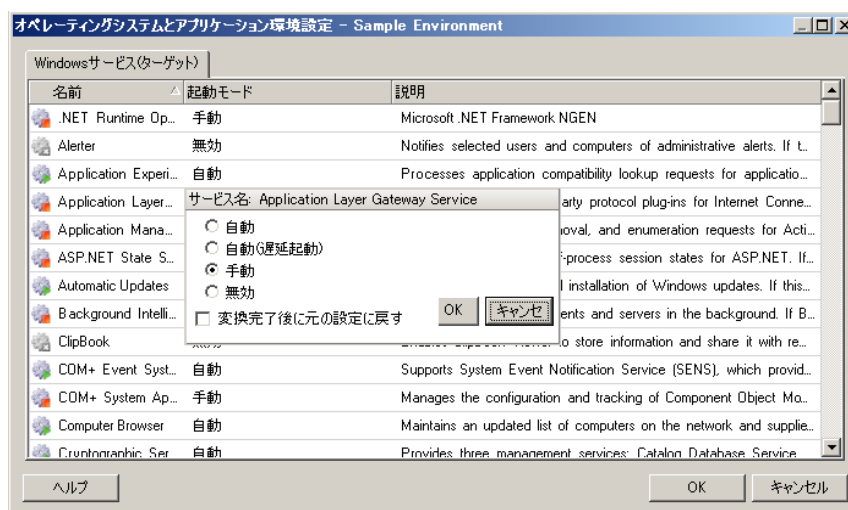 オペレーティングシステムとアプリケーション環境設定 - Sample Environment
Windowsサービス(ターゲット)
名前 起動モード 説明
.NET Runtime Op... 手動 Microsoft .NET Framework NGEN
Alerter 無効 Notifies selected users and computers of administrative alerts. If t...
Application Experi... 自動 Processes application compatibility lookup requests for applicatio...
Application Layer... arty protocol plug-ins for Internet Conne...
Application Mana... oval, and enumeration requests for Acti...
ASP.NET State S... -process session states for ASP.NET. If...
Automatic Updates l installation of Windows updates. If this...
Background Intelli... ents and servers in the background. If B...
ClipBook to store information and share it with re...
COM+ Event Syst... 自動 Supports System Event Notification Service (SENS), which provid...
COM+ System Ap... 手動 Manages the configuration and tracking of Component Object Mo...
Computer Browser 自動 Maintains an updated list of computers on the network and supplie...
Cryptographic Ser 自動 Provides three management services: Catalog Database Service
サービス名: Application Layer Gateway Service
自動
自動(遅延起動)
手動
無効
変換完了後に元の設定に戻す
OK キャンセ
ヘルプ OK キャンセル